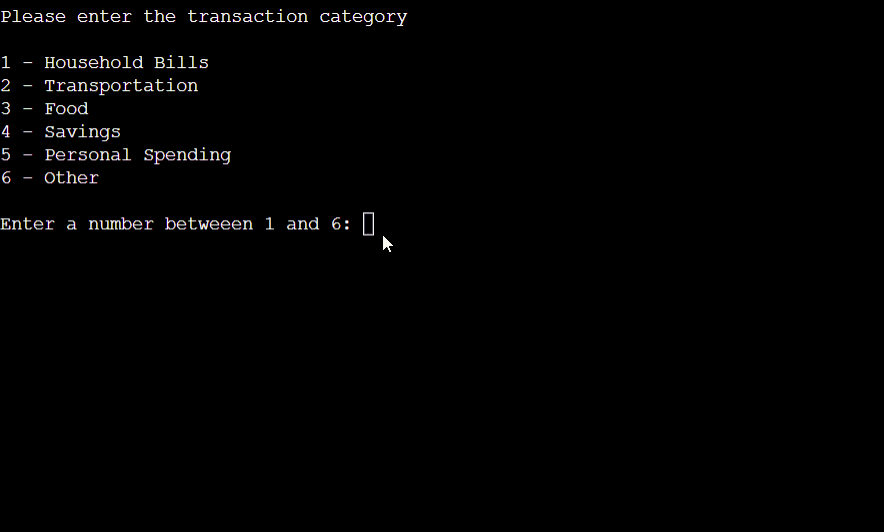 Please enter the transaction category
1 - Household Bills
2 - Transportation
3 - Food
4 - Savings
5 - Personal Spending
6 - Other
Enter a number betweeen 1 and 6: